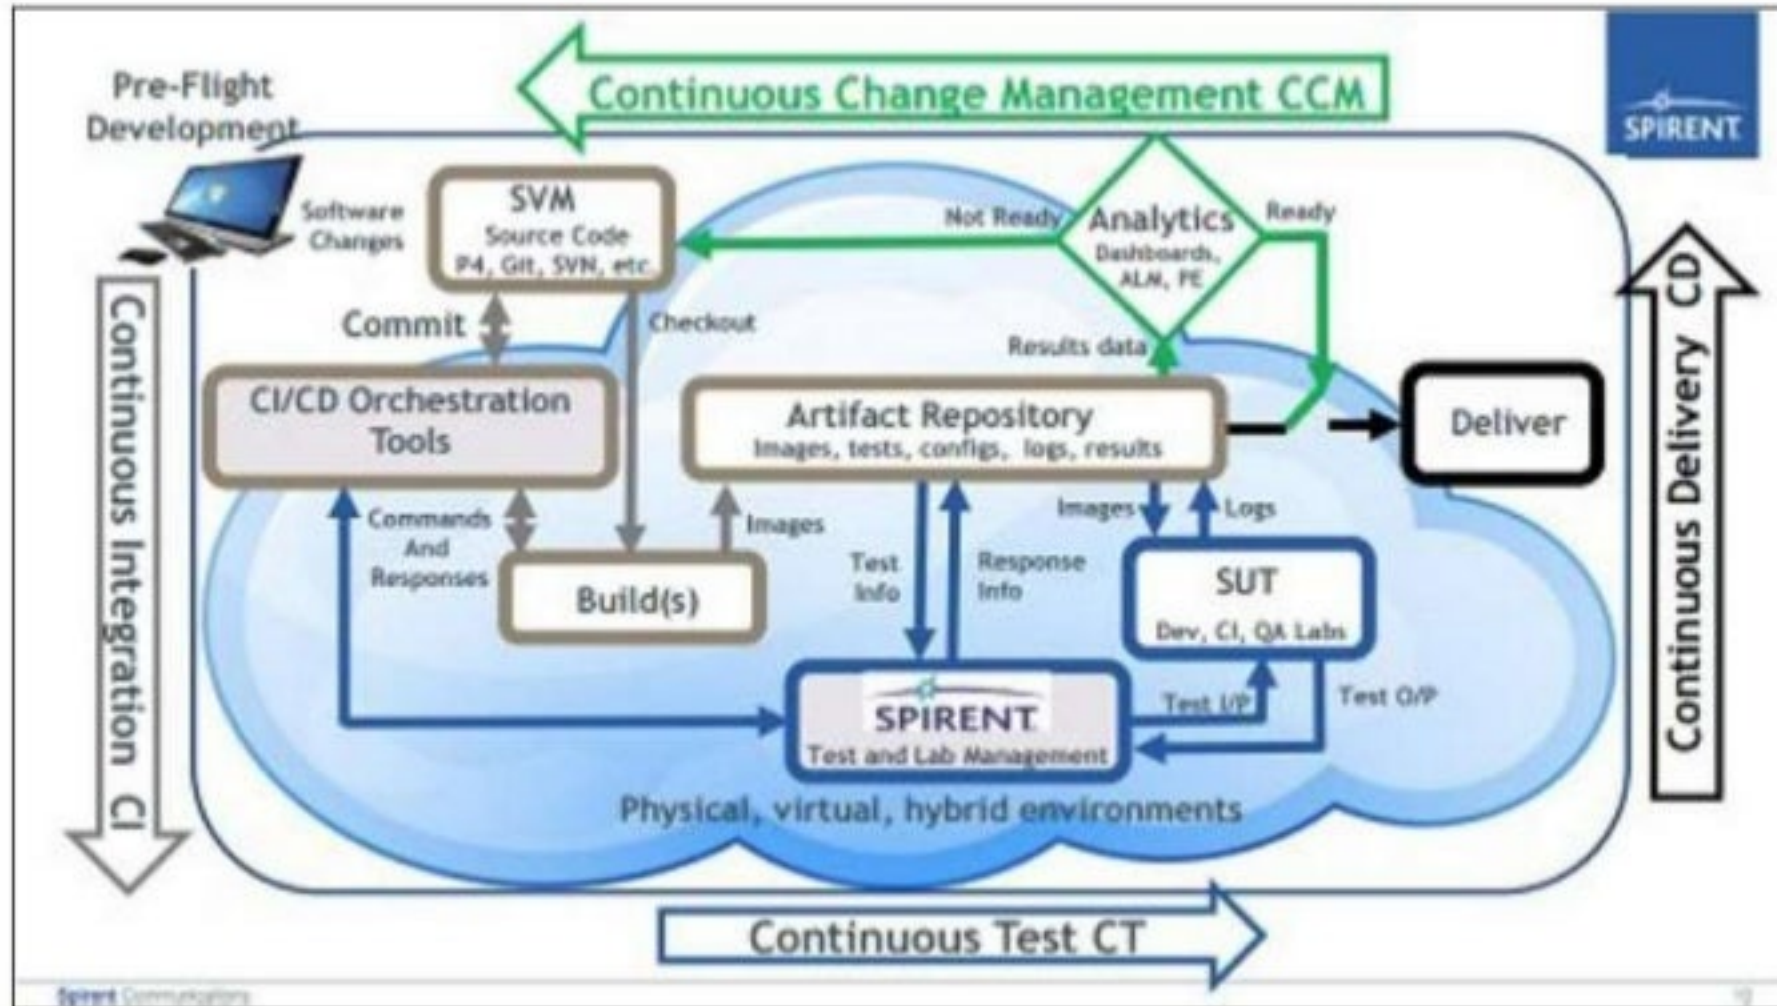 Pre-Flight
Development
Continuous Change Management CCM
SPIRENT
Software
Changes
SVM
Source Code
P4, Git, SVN, etc.
Not Ready
Analytics
Dashboards,
ALM, PE
Ready
Commit
Checkout
Results data
CI/CD Orchestration
Tools
Artifact Repository
Images, tests, configs, logs, results
Deliver
Commands
And
Responses
Images
Test
Info
Response
Info
Images
Logs
Build(s)
SUT
Dev, CI, QA Labs
SPIRENT
Test and Lab Management
Test I/P
Test O/P
Physical, virtual, hybrid environments
Continuous Integration CI
Continuous Delivery CD
Continuous Test CT
Spirent Communications